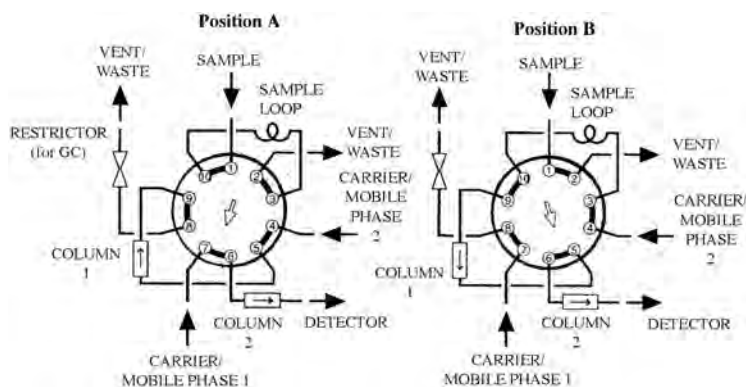 Position A
VENT/
WASTE
SAMPLE
SAMPLE
LOOP
RESTRICTOR
(for GC)
VENT/
WASTE
CARRIER/
MOBILE
PHASE
2
COLUMN
1
COLUMN
2
DETECTOR
CARRIER/
MOBILE PHASE 1
1
2
3
4
5
6
7
8
9
10
Position B
VENT/
WASTE
SAMPLE
SAMPLE
LOOP
VENT/
WASTE
CARRIER/
MOBILE
PHASE
2
COLUMN
1
COLUMN
2
DETECTOR
CARRIER/
MOBILE PHASE 1
1
2
3
4
5
6
7
8
9
10